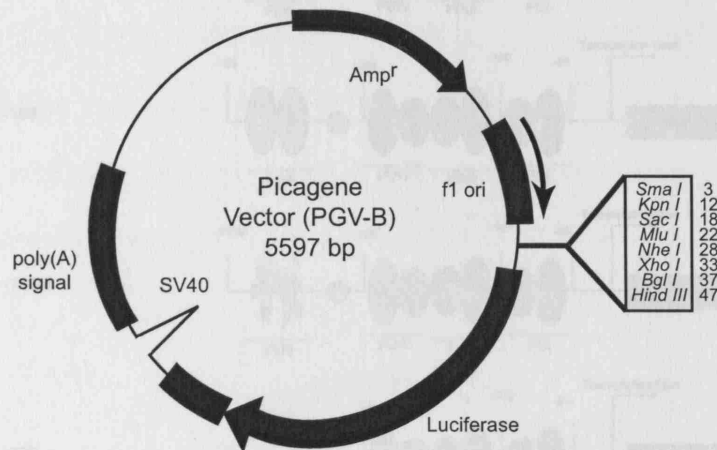 Ampʳ
f1 ori
Picagene
Vector (PGV-B)
5597 bp
poly(A)
signal
SV40
Luciferase
Sma I 3
Kpn I 12
Sac I 18
Mlu I 22
Nhe I 28
Xho I 33
Bgl I 37
Hind III 47